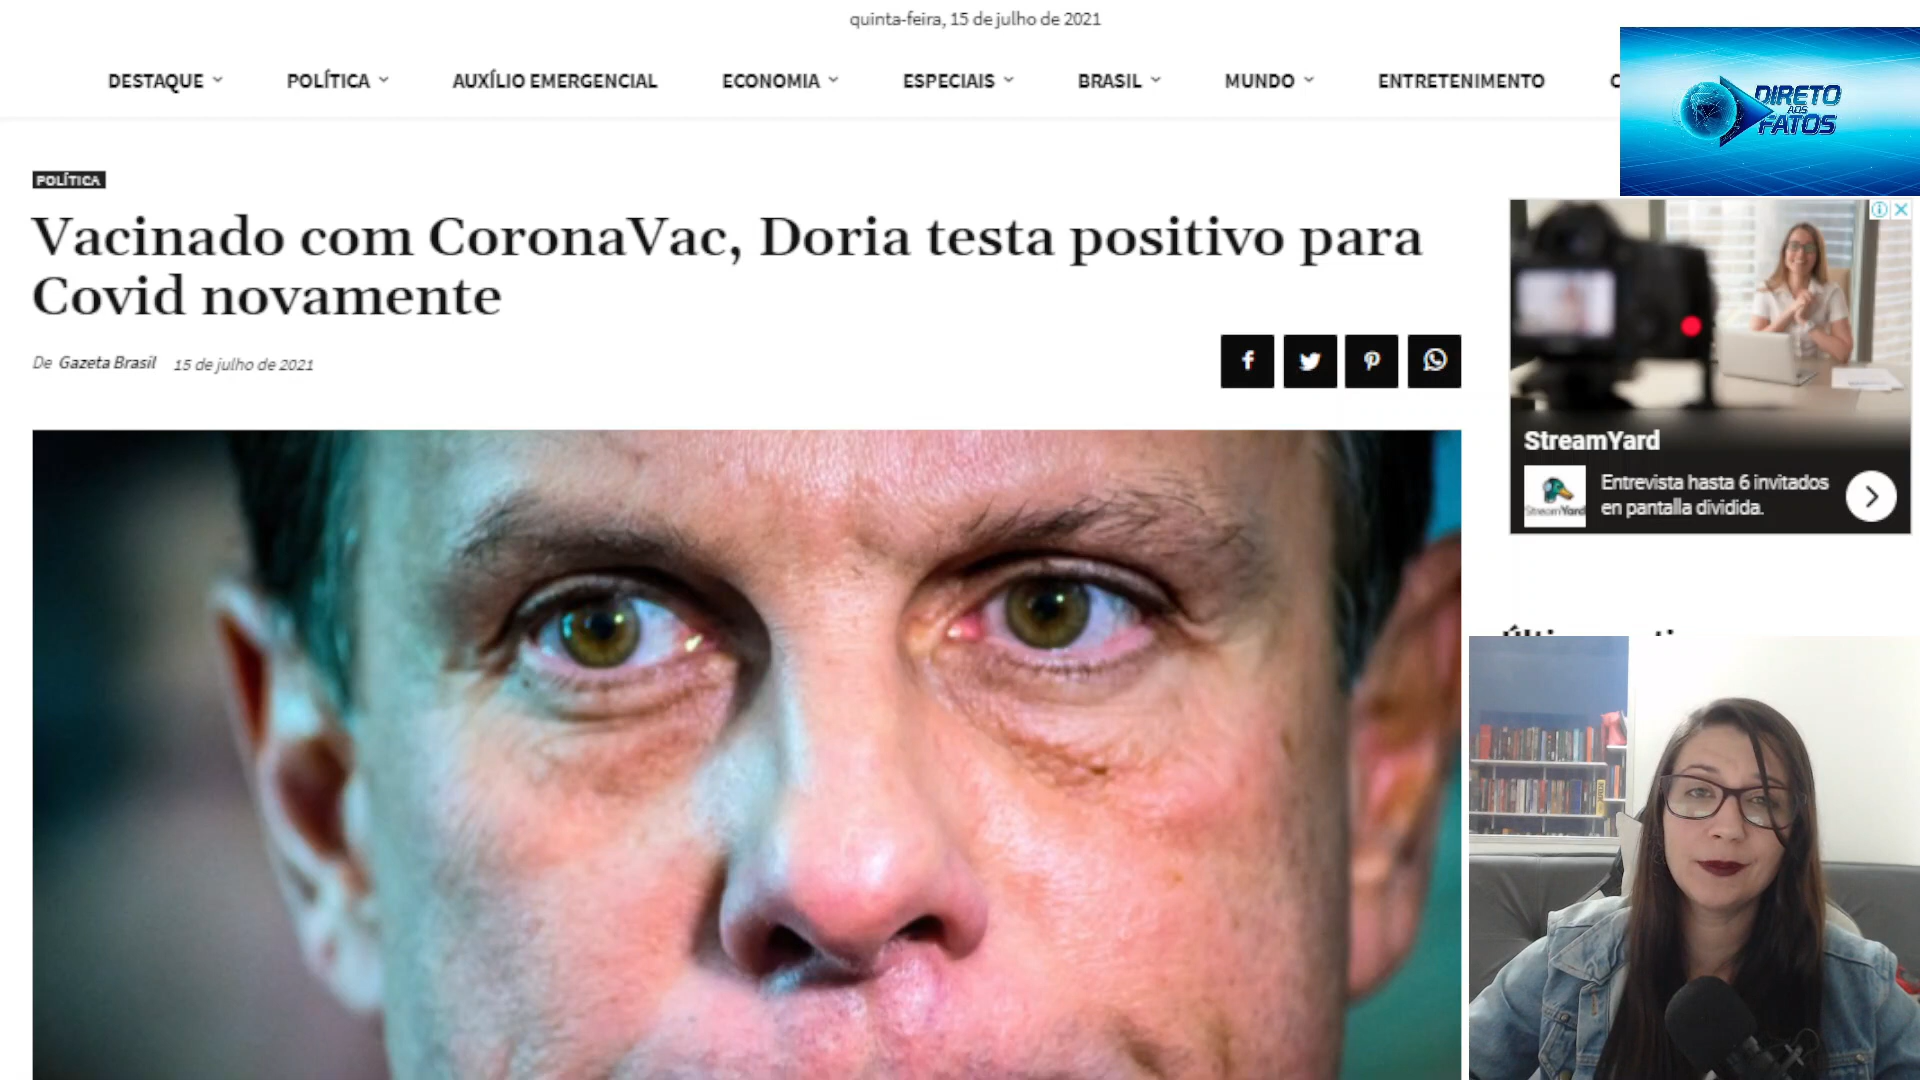 quinta-feira, 15 de julho de 2021
DESTAQUE
POLÍTICA
AUXÍLIO EMERGENCIAL
ECONOMIA
ESPECIAIS
BRASIL
MUNDO
ENTRETENIMENTO
DIRETO
AOS
FATOS
POLÍTICA
Vacinado com CoronaVac, Doria testa positivo para
Covid novamente
De Gazeta Brasil 15 de julho de 2021
StreamYard
StreamYard
Entrevista hasta 6 invitados
en pantalla dividida.